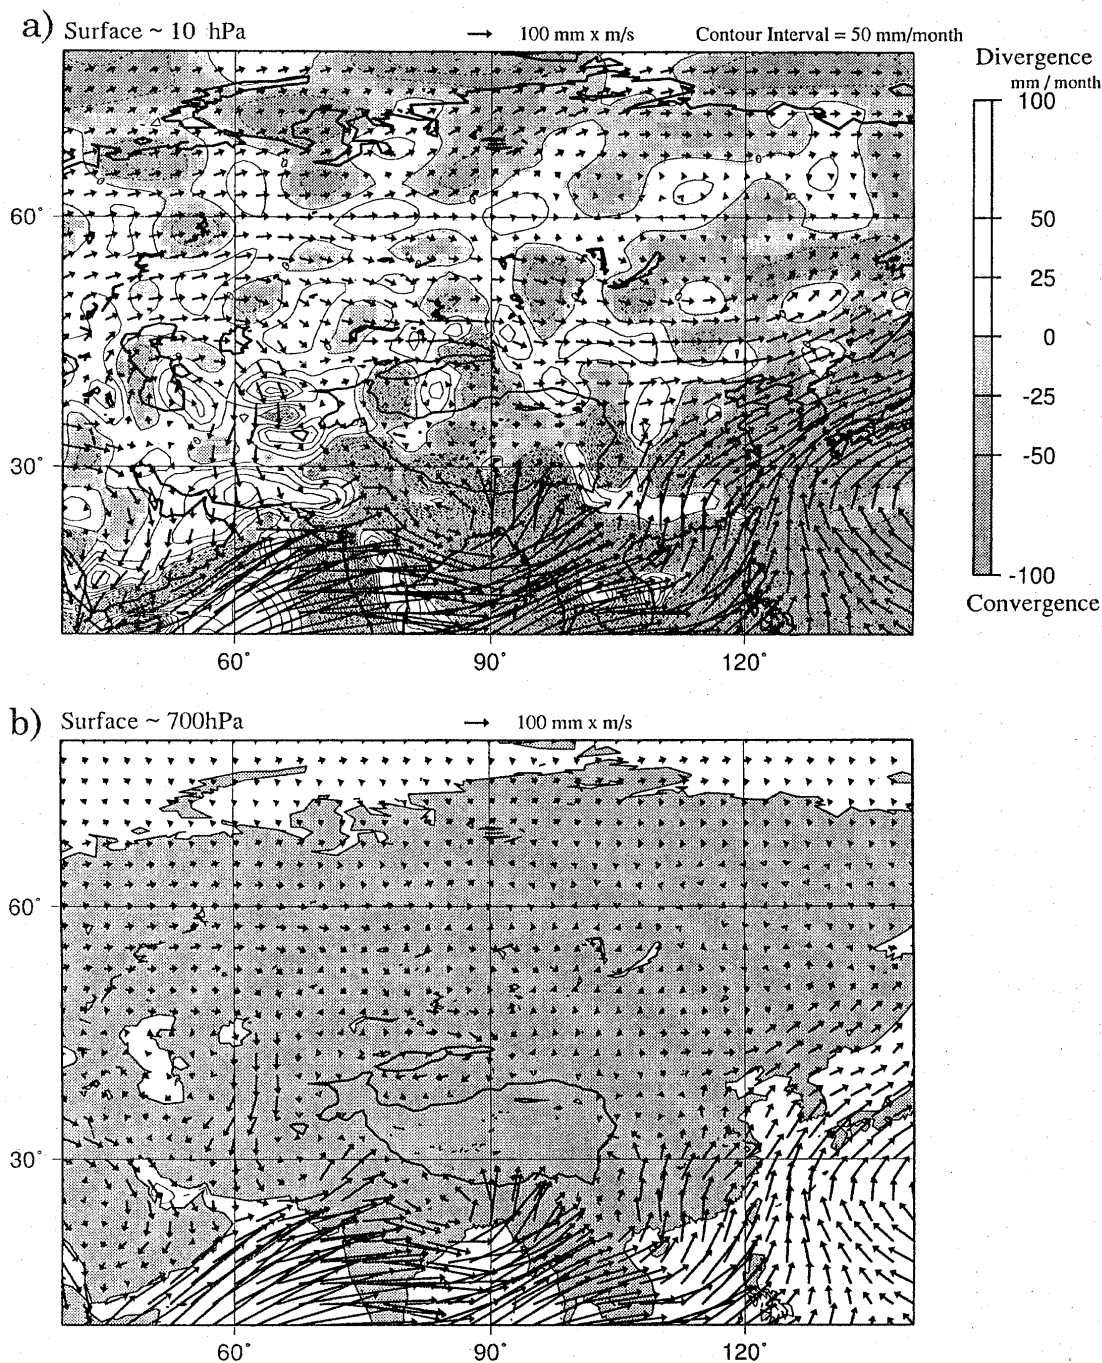 a) Surface ~ 10 hPa 100 mm x m/s Contour Interval = 50 mm/month
Divergence
mm / month
100
50
25
0
-25
-50
-100
Convergence
60°
30°
60° 90° 120°
b) Surface ~ 700hPa 100 mm x m/s
60°
30°
60° 90° 120°